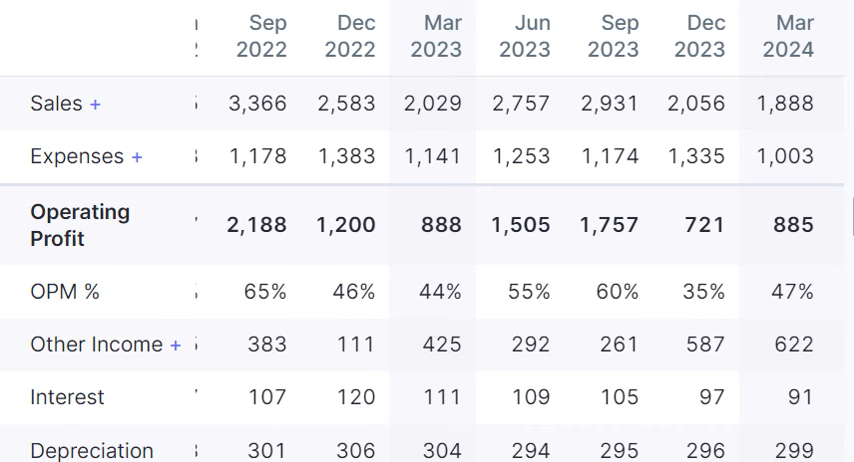 Sep Dec Mar Jun Sep Dec Mar
2022 2022 2023 2023 2023 2023 2024
Sales + 3,366 2,583 2,029 2,757 2,931 2,056 1,888
Expenses + 1,178 1,383 1,141 1,253 1,174 1,335 1,003
Operating
Profit 2,188 1,200 888 1,505 1,757 721 885
OPM % 65% 46% 44% 55% 60% 35% 47%
Other Income + 383 111 425 292 261 587 622
Interest 107 120 111 109 105 97 91
Depreciation 301 306 304 294 295 296 299